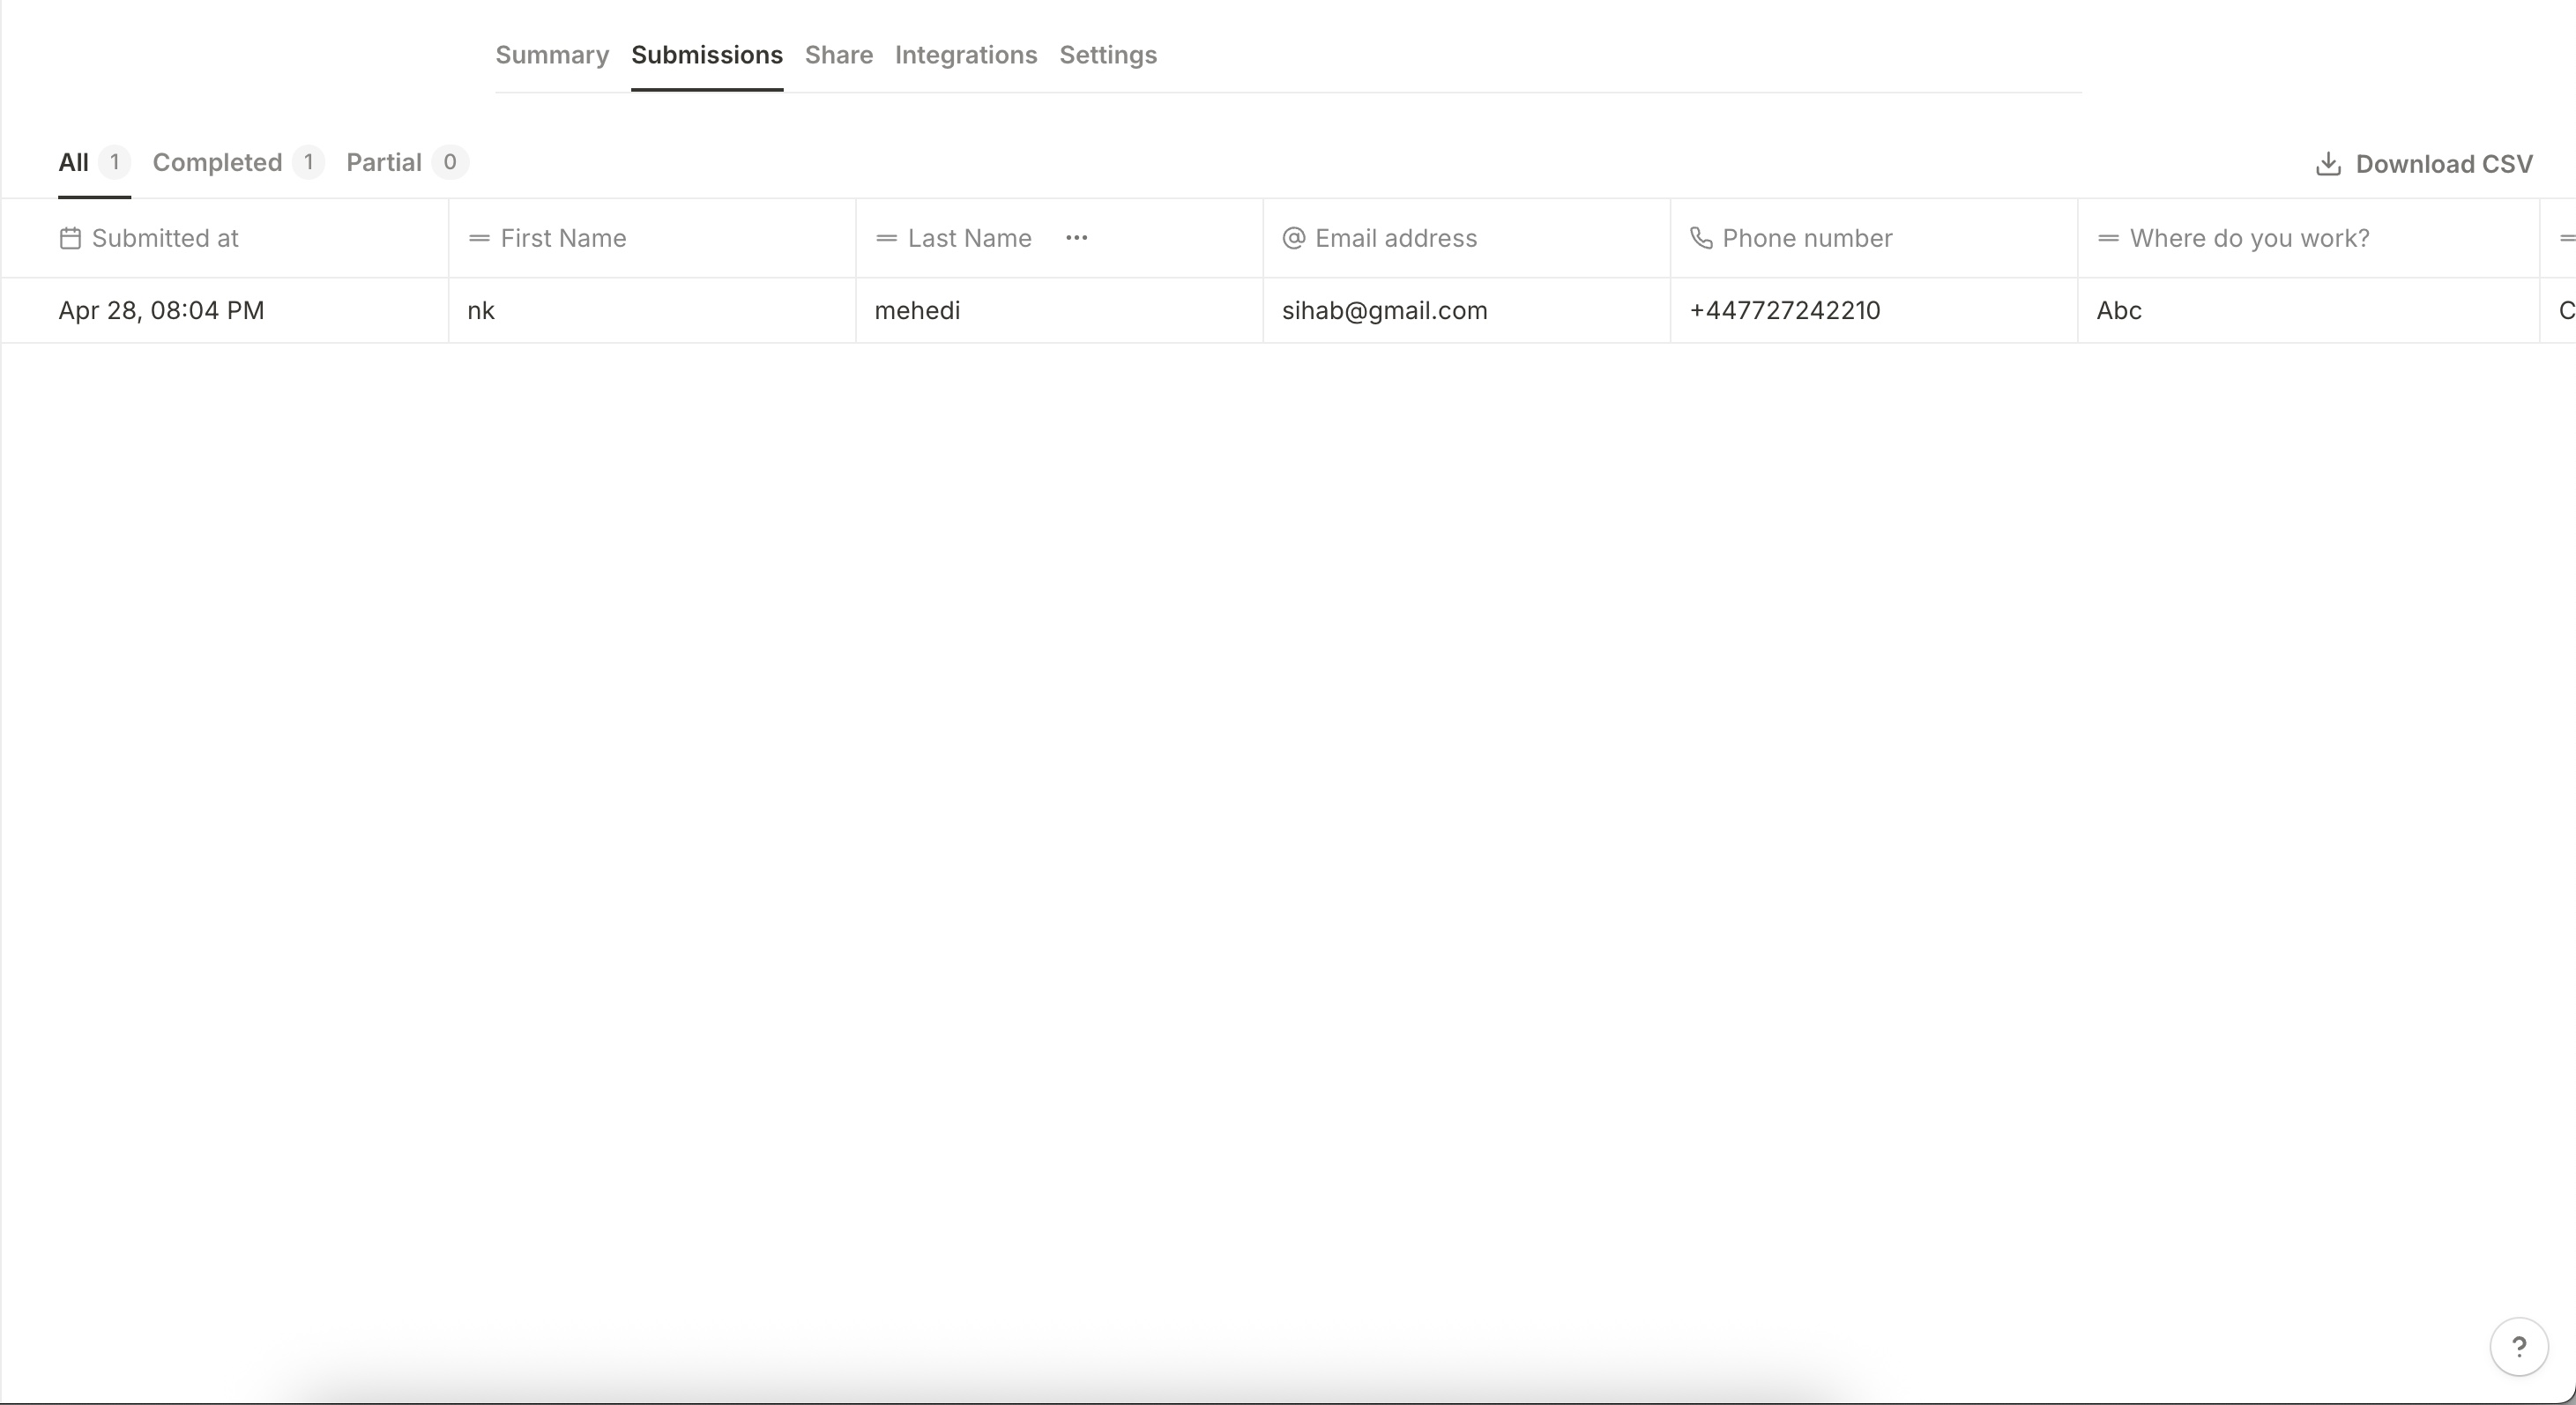 Summary Submissions Share Integrations Settings
All 1 Completed 1 Partial 0 Download CSV
Submitted at First Name Last Name ••• Email address Phone number Where do you work?
Apr 28, 08:04 PM nk mehedi sihab@gmail.com +447727242210 Abc C
?